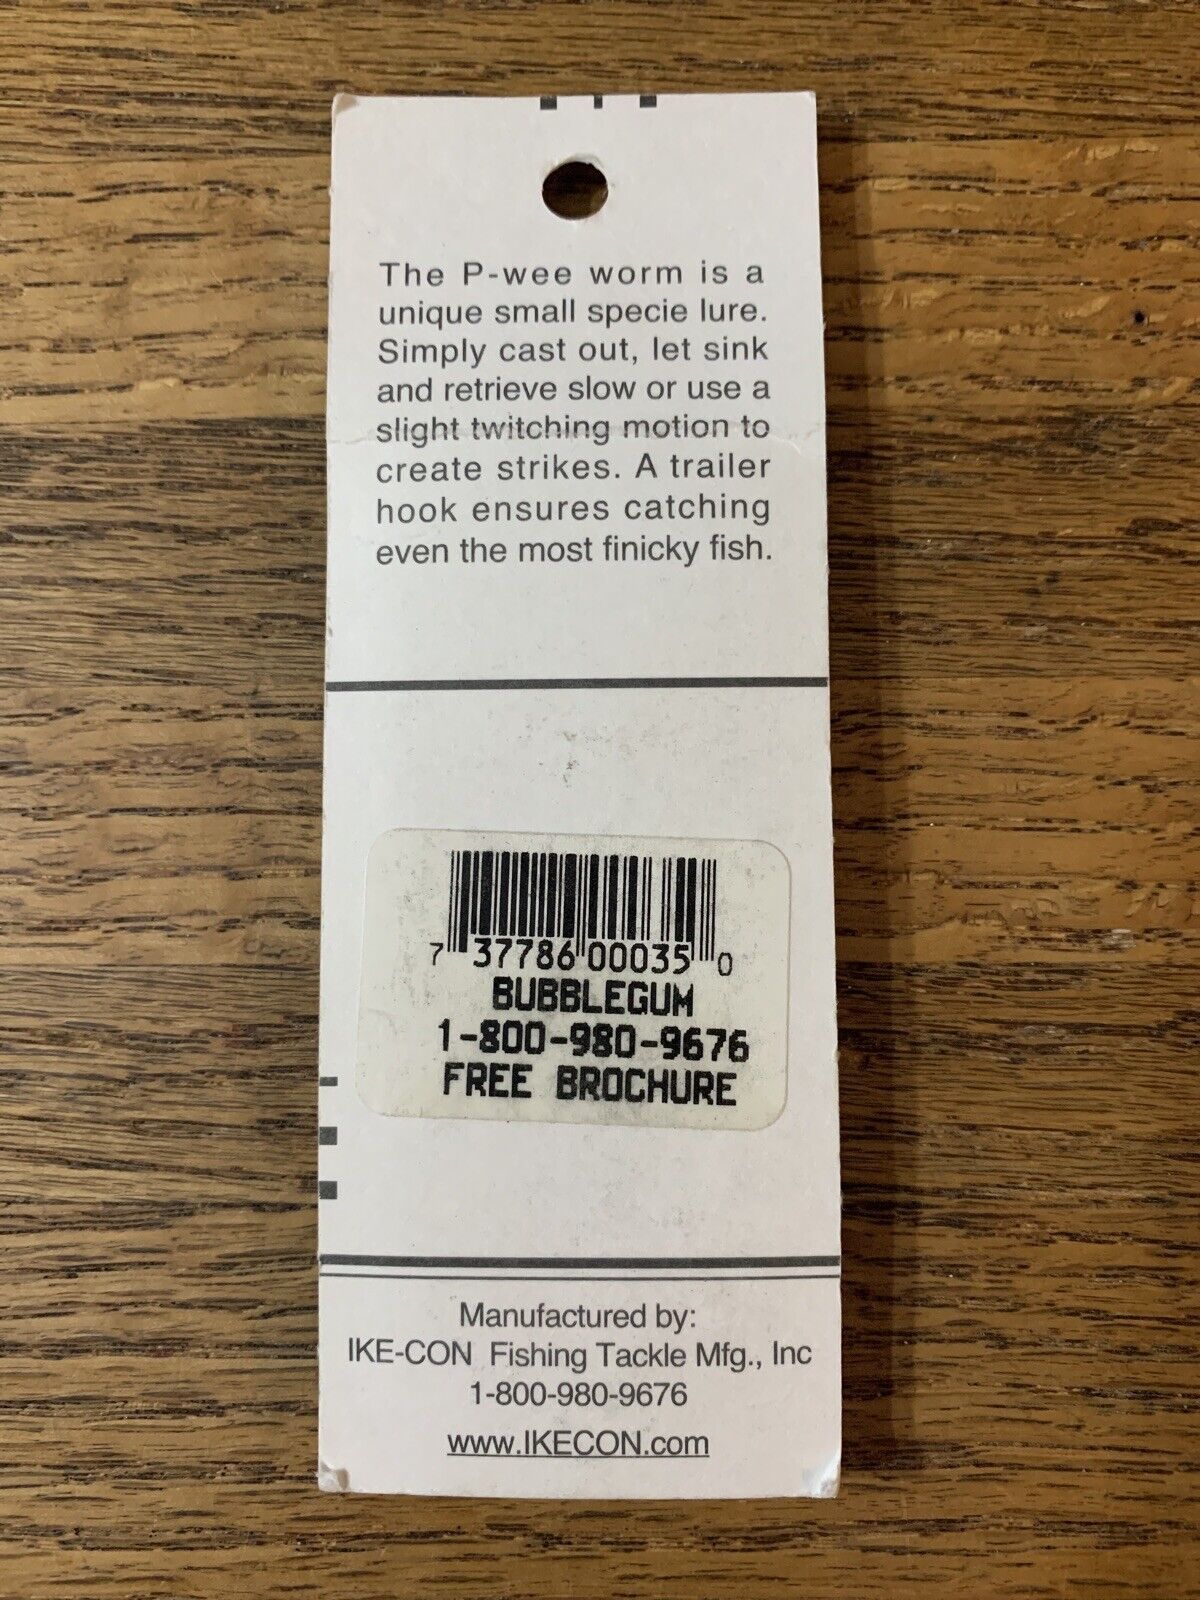 The P-wee worm is a
unique small specie lure.
Simply cast out, let sink
and retrieve slow or use a
slight twitching motion to
create strikes. A trailer
hook ensures catching
even the most finicky fish.
7 37786 00035 0
BUBBLEGUM
1-800-980-9676
FREE BROCHURE
Manufactured by:
IKE-CON Fishing Tackle Mfg., Inc
1-800-980-9676
www.IKECON.com